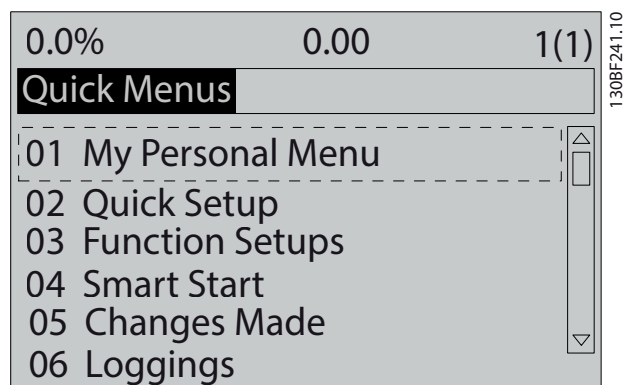 0.0% 0.00 1(1)
Quick Menus
01 My Personal Menu
02 Quick Setup
03 Function Setups
04 Smart Start
05 Changes Made
06 Loggings
130BF241.10